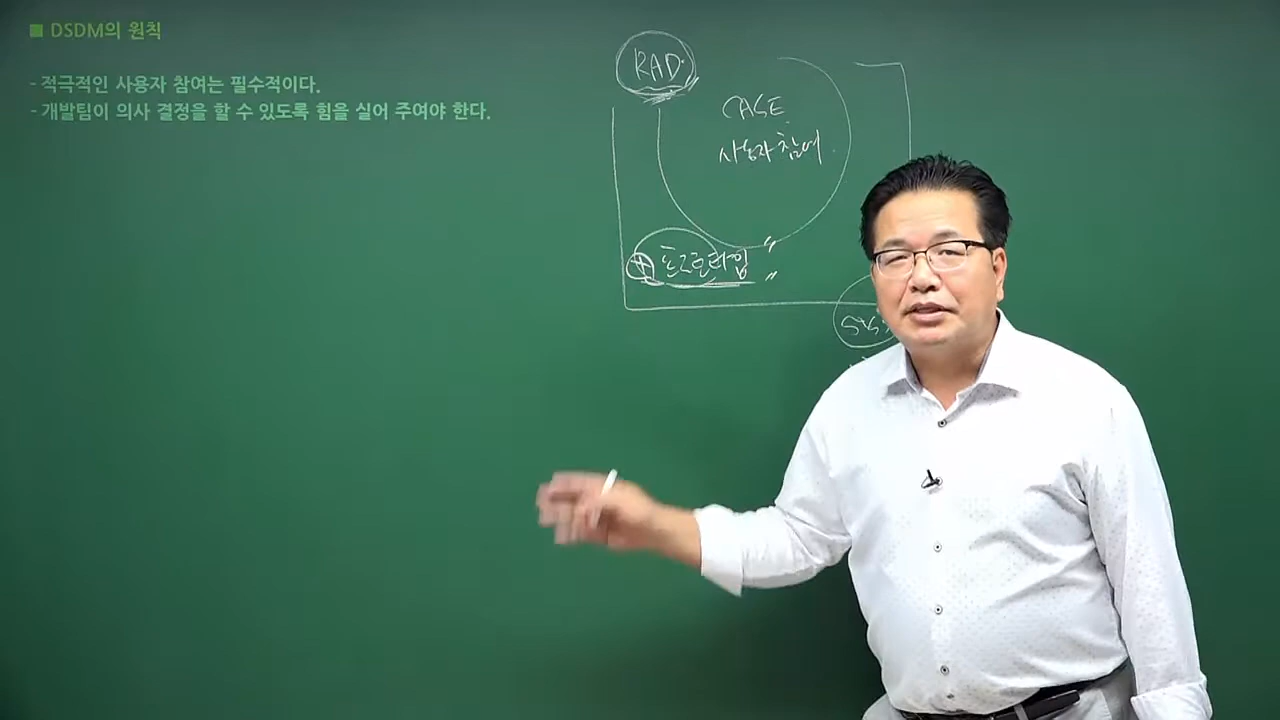 ■ DSDM의 원칙
- 적극적인 사용자 참여는 필수적이다.
- 개발팀이 의사 결정을 할 수 있도록 힘을 실어 주여야 한다.
RAD
CASE
사용자 참여
+ 프로토타입